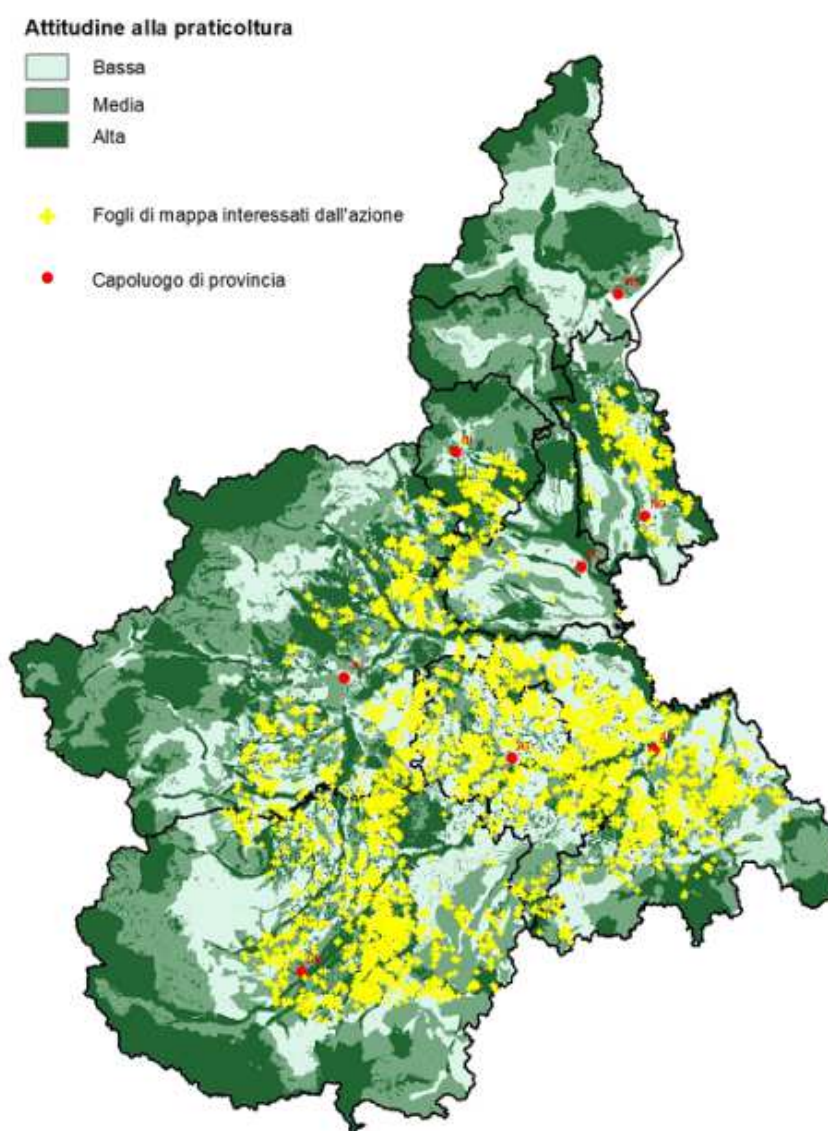 Attitudine alla praticoltura
Bassa
Media
Alta
Fogli di mappa interessati dall'azione
Capoluogo di provincia